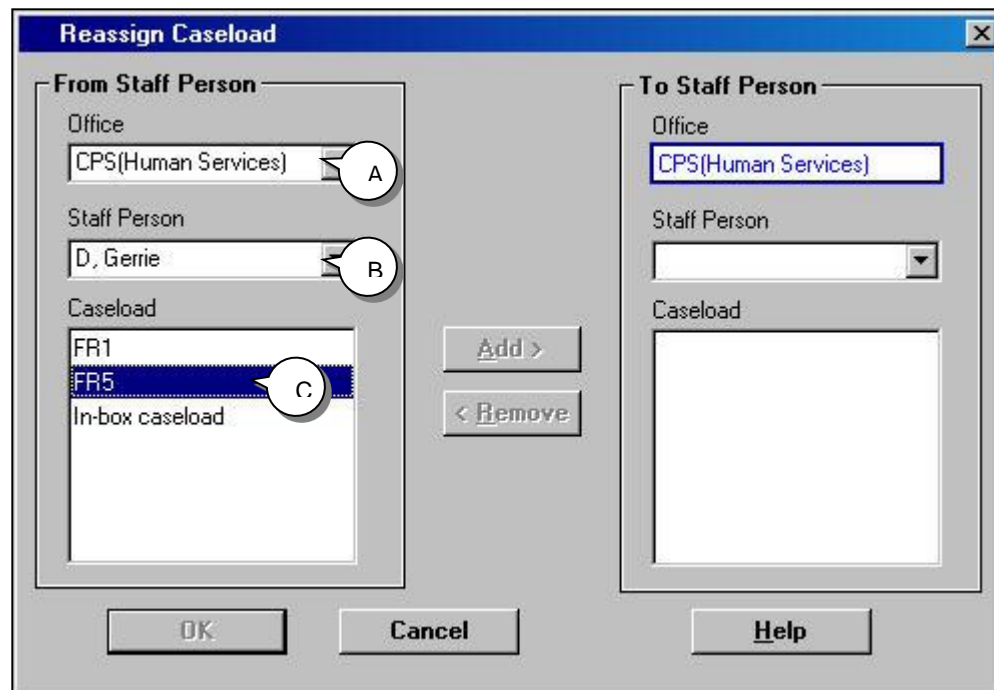 Reassign Caseload
From Staff Person
Office
CPS(Human Services)
A
Staff Person
D, Gerrie
B
Caseload
FR1
FR5
C
In-box caseload
Add >
< Remove
To Staff Person
Office
CPS(Human Services)
Staff Person
Caseload
OK
Cancel
Help